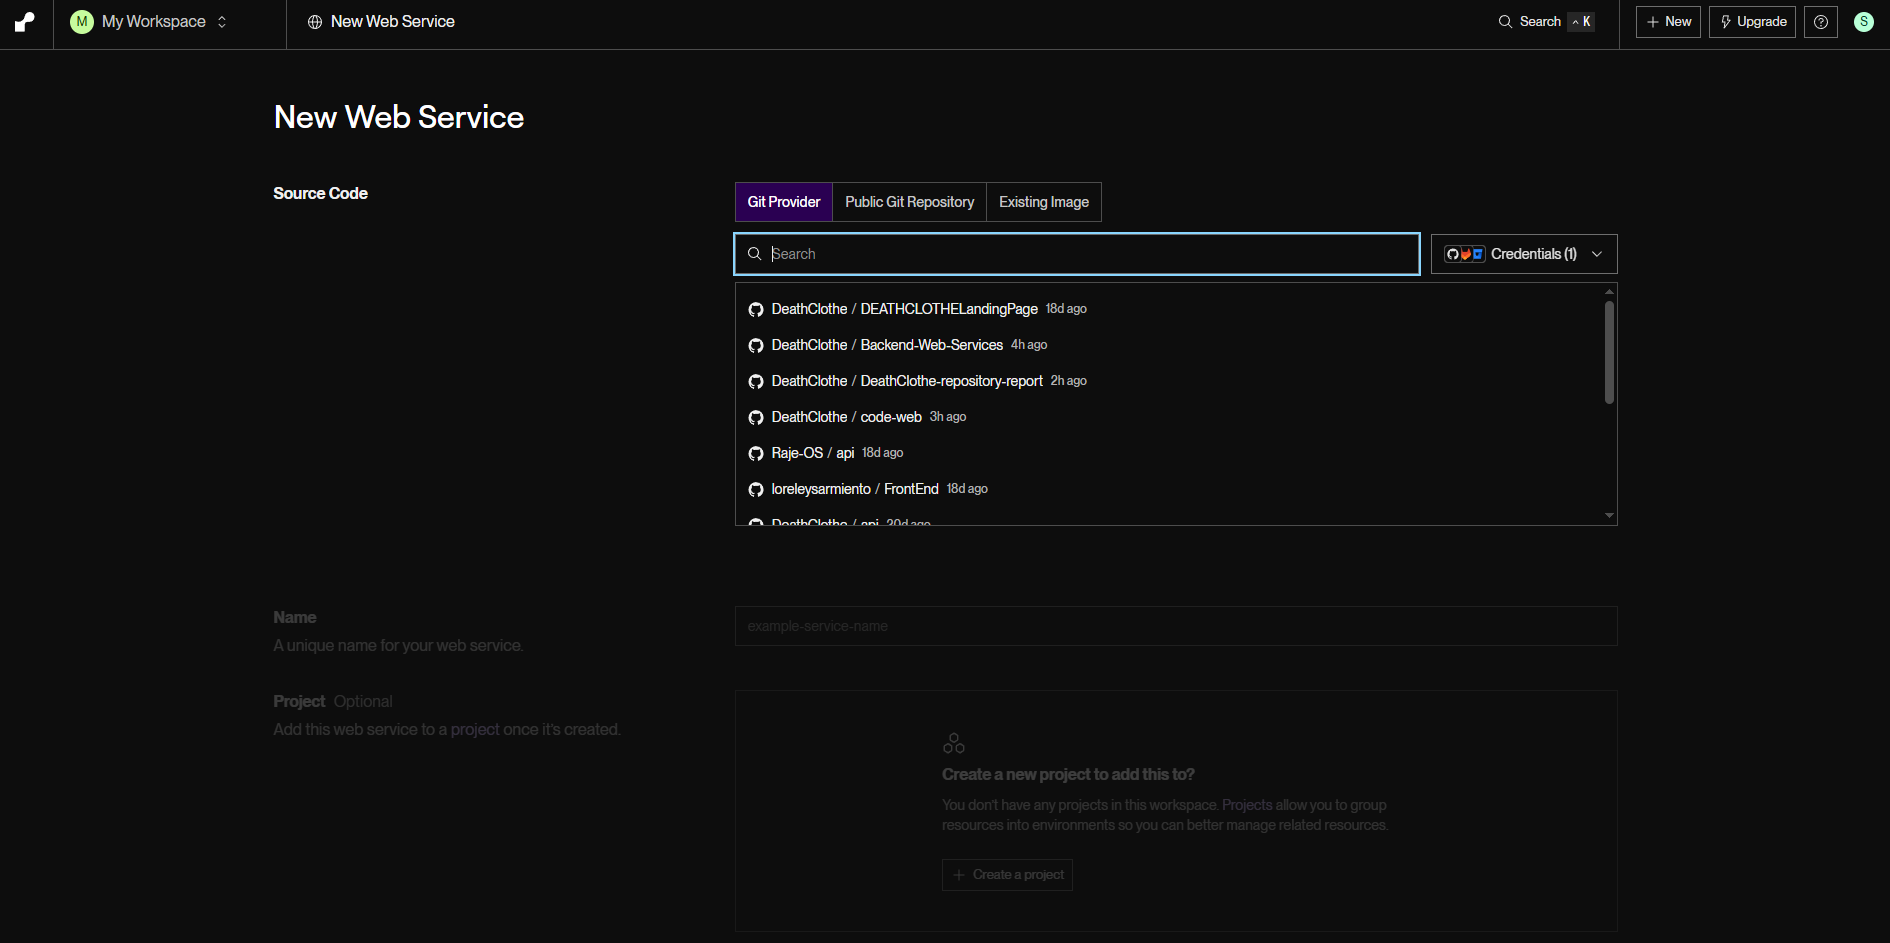 M My Workspace
New Web Service
Search ^ K
+ New
Upgrade
S
New Web Service
Source Code
Git Provider
Public Git Repository
Existing Image
Search
Credentials (1)
DeathClothe / DEATHCLOTHELandingPage 18d ago
DeathClothe / Backend-Web-Services 4h ago
DeathClothe / DeathClothe-repository-report 2h ago
DeathClothe / code-web 3h ago
Raje-OS / api 18d ago
loreleysarmiento / FrontEnd 18d ago
DeathClothe / api 20d ago
Name
A unique name for your web service.
example-service-name
Project Optional
Add this web service to a project once it's created.
Create a new project to add this to?
You don't have any projects in this workspace. Projects allow you to group
resources into environments so you can better manage related resources.
+ Create a project